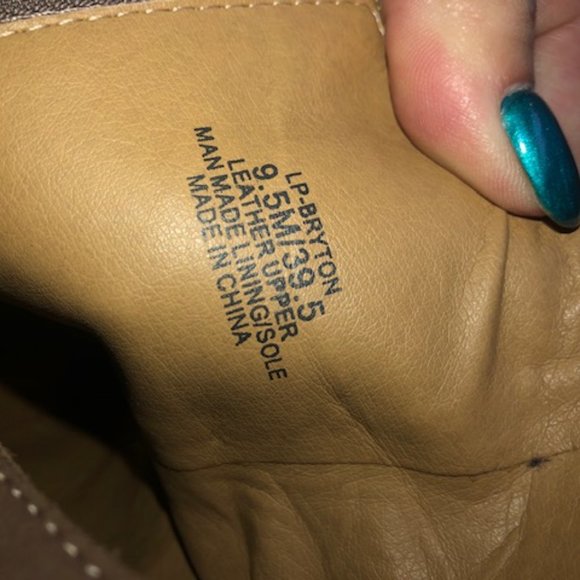 LP-BRYTON
9.5M/39.5
LEATHER UPPER
MAN MADE LINING/SOLE
MADE IN CHINA